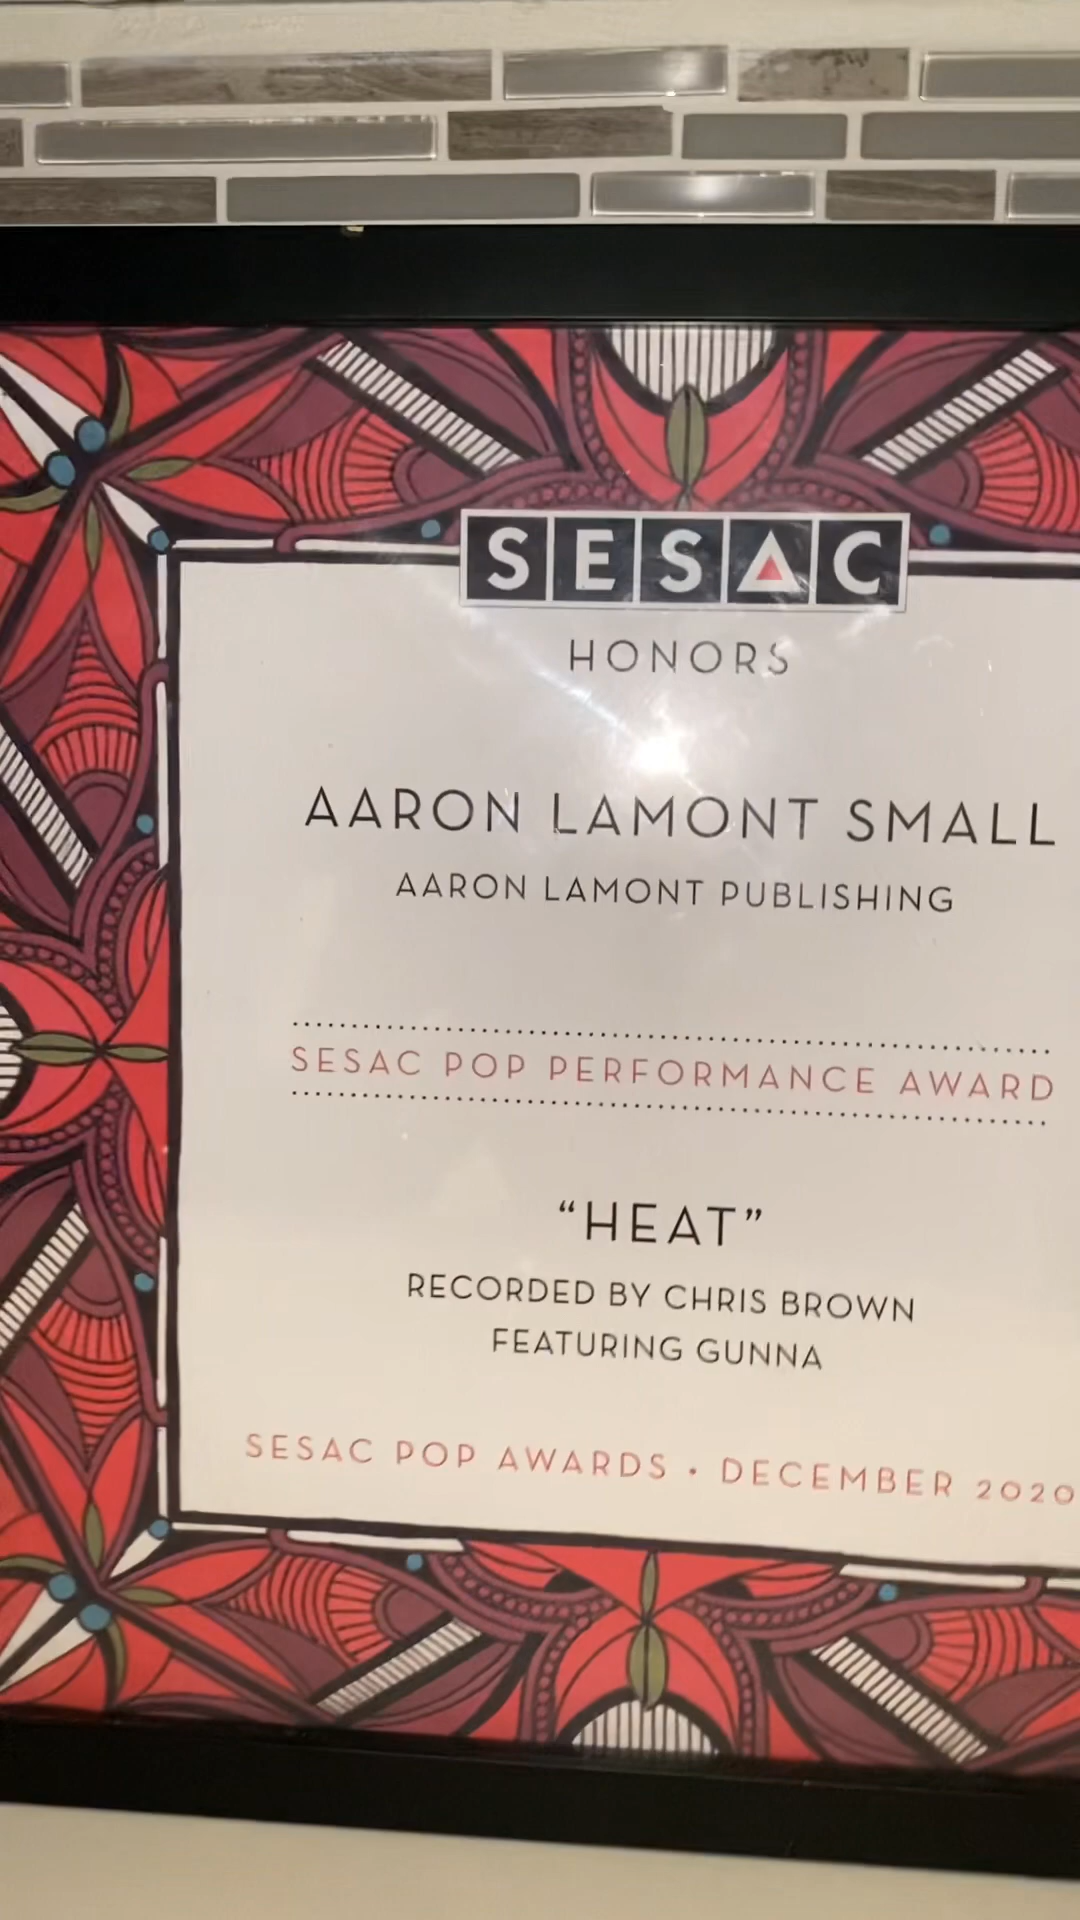 SESAC
HONORS
AARON LAMONT SMALL
AARON LAMONT PUBLISHING
SESAC POP PERFORMANCE AWARD
“HEAT”
RECORDED BY CHRIS BROWN
FEATURING GUNNA
SESAC POP AWARDS • DECEMBER 2020